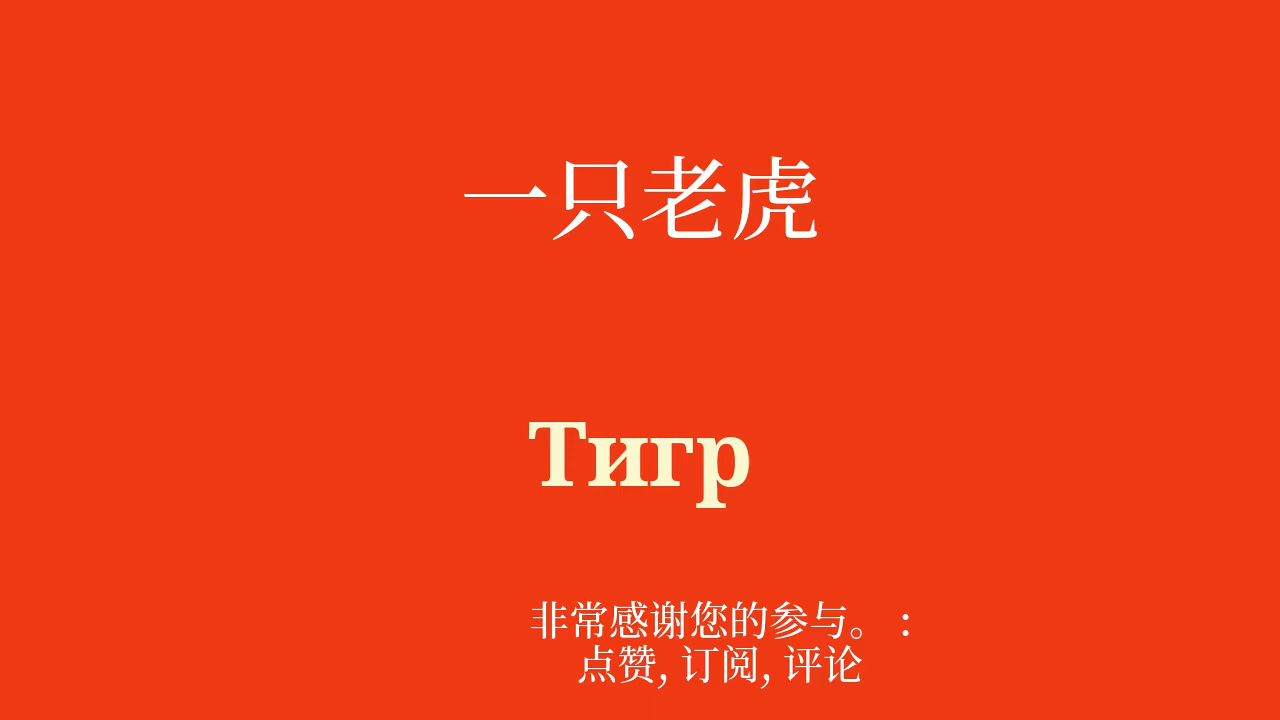 一只老虎
Тигр
非常感谢您的参与。 :
点赞, 订阅, 评论